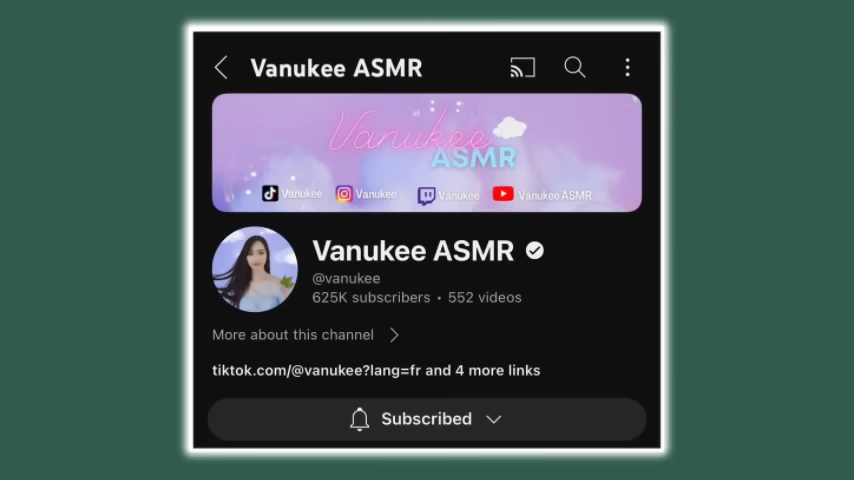 Vanukee ASMR
Vanukee
ASMR
Vanukee Vanukee Vanukee Vanukee ASMR
Vanukee ASMR
@vanukee
625K subscribers • 552 videos
More about this channel
tiktok.com/@vanukee?lang=fr and 4 more links
Subscribed